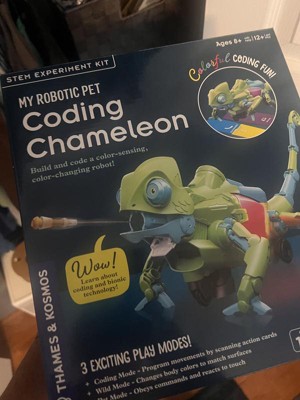 Ages 8+
STEM EXPERIMENT KIT
Colorful CODING FUN!
MY ROBOTIC PET
Coding
Chameleon
Build and code a color-sensing,
color-changing robot!
Wow!
Learn about
coding and bionic
technology!
THAMES & KOSMOS
3 EXCITING PLAY MODES!
• Coding Mode – Program movements by scanning action cards
• Wild Mode – Changes body colors to match surfaces
Mode – Obeys commands and reacts to touch